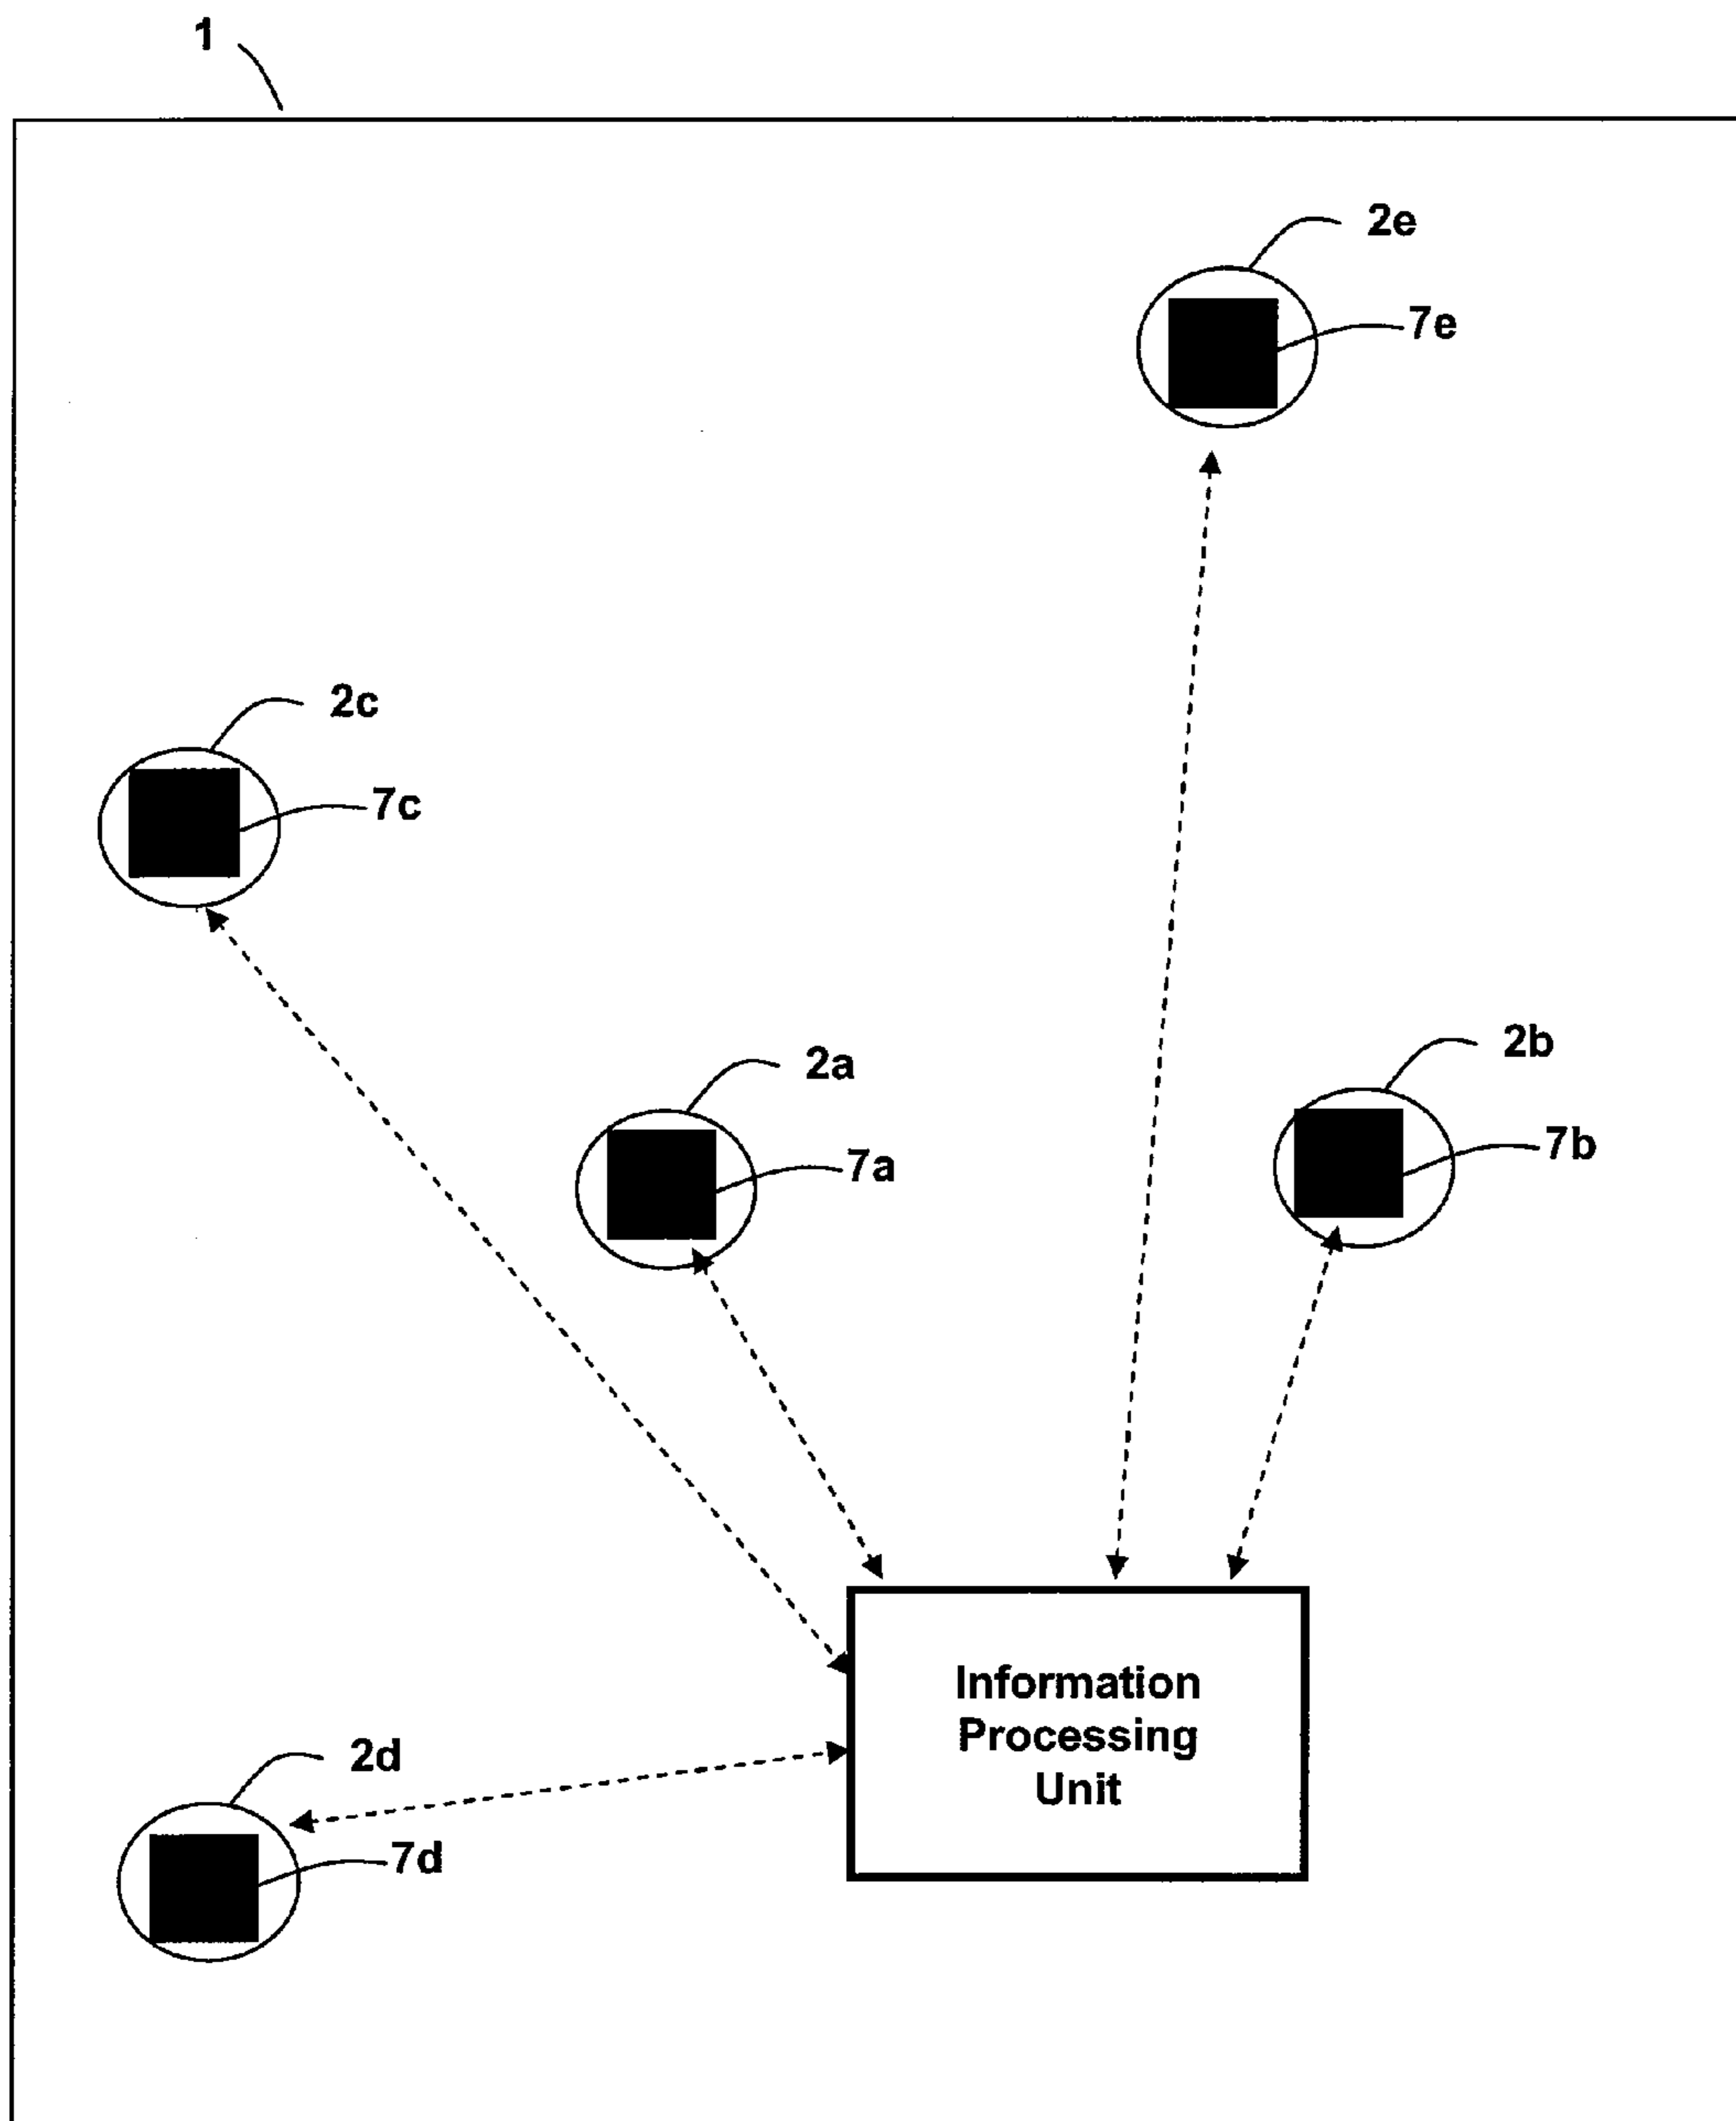 1
2e
7e
2c
7c
2a
2b
7a
7b
Information
Processing
Unit
2d
7d